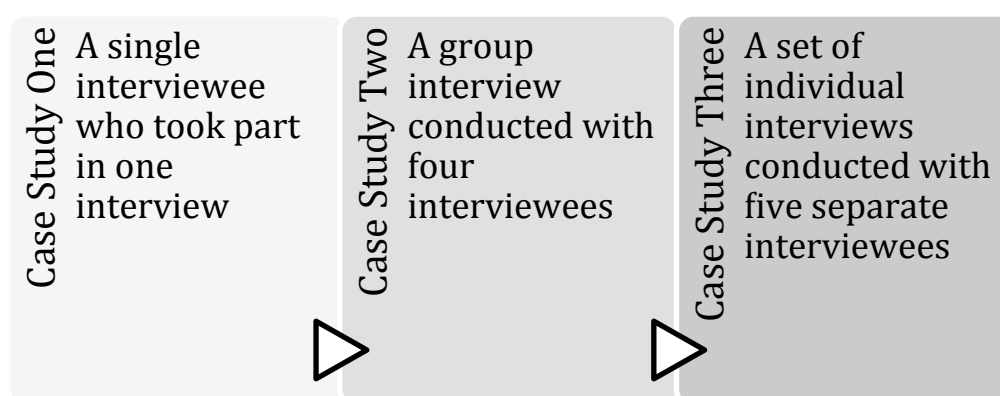 Case Study One
A single
interviewee
who took part
in one
interview
Case Study Two
A group
interview
conducted with
four
interviewees
Case Study Three
A set of
individual
interviews
conducted with
five separate
interviewees